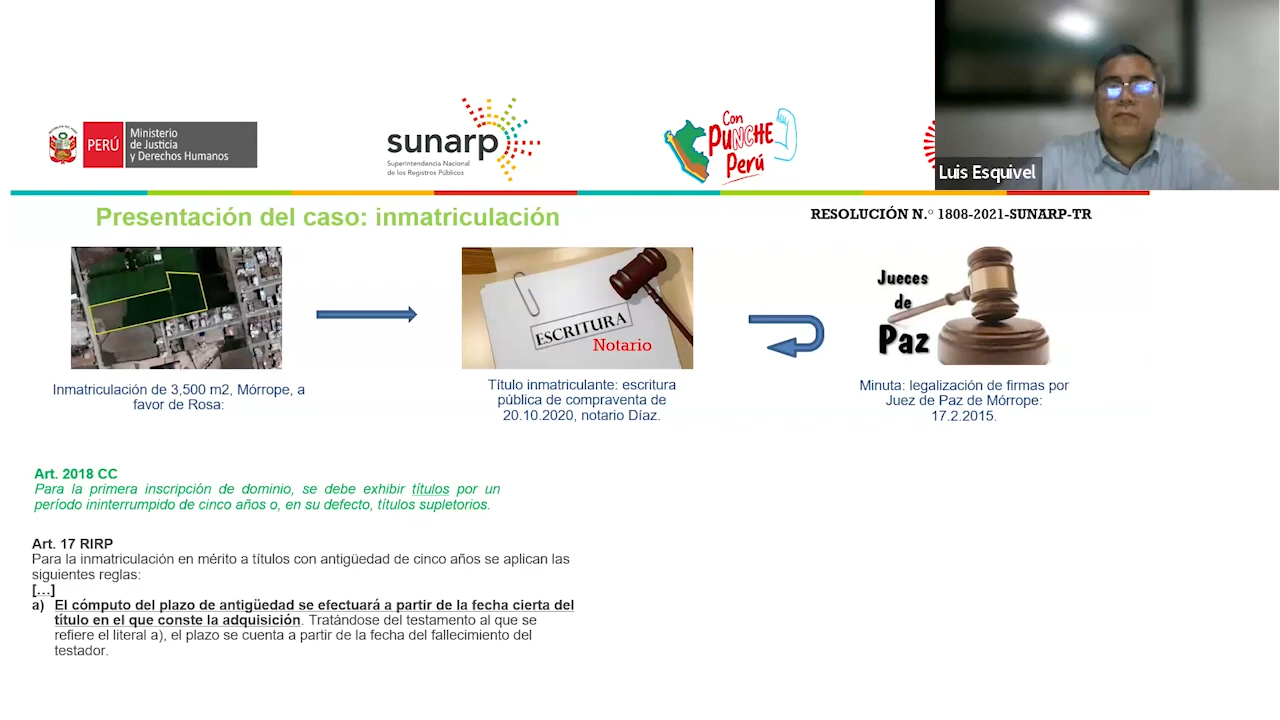 PERÚ
Ministerio
de Justicia
y Derechos Humanos
sunarp
Superintendencia Nacional
de los Registros Públicos
Con
PUNCHE
Perú
Luis Esquivel
Presentación del caso: inmatriculación
RESOLUCIÓN N.° 1808-2021-SUNARP-TR
ESCRITURA
Notario
Jueces
de
Paz
Inmatriculación de 3,500 m2, Mórrope, a
favor de Rosa:
Título inmatriculante: escritura
pública de compraventa de
20.10.2020, notario Díaz.
Minuta: legalización de firmas por
Juez de Paz de Mórrope:
17.2.2015.
Art. 2018 CC
Para la primera inscripción de dominio, se debe exhibir títulos por un
período ininterrumpido de cinco años o, en su defecto, títulos supletorios.
Art. 17 RIRP
Para la inmatriculación en mérito a títulos con antigüedad de cinco años se aplican las
siguientes reglas:
[...]
a) El cómputo del plazo de antigüedad se efectuará a partir de la fecha cierta del
título en el que conste la adquisición. Tratándose del testamento al que se
refiere el literal a), el plazo se cuenta a partir de la fecha del fallecimiento del
testador.